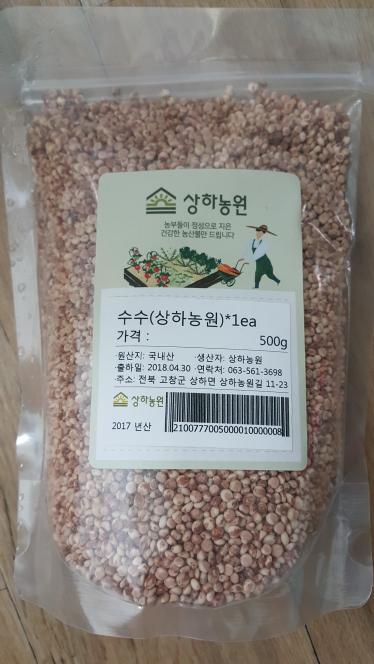 상하농원
농부들이 정성으로 지은
건강한 농산물만 드립니다
수수(상하농원)*1ea
가격 :
500g
·원산지: 국내산 ·생산자: 상하농원
·출하일: 2018.04.30 ·연락처: 063-561-3698
·주소: 전북 고창군 상하면 상하농원길 11-23
상하농원
2017 년산
2100777005000010000008